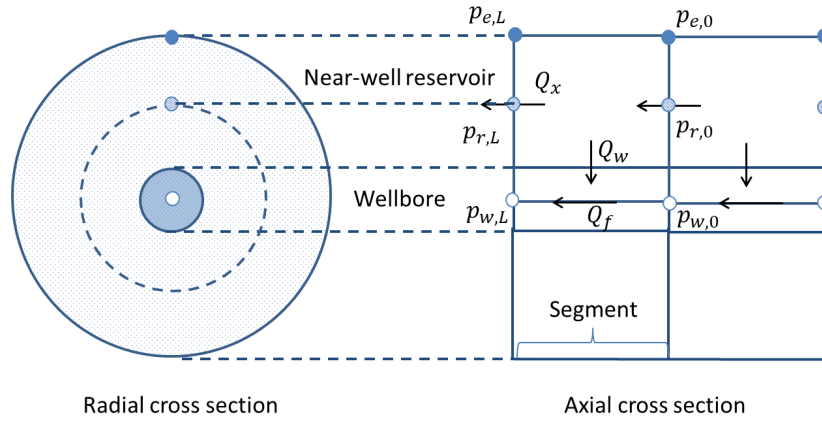 p_{e,L}
p_{e,0}
Near-well reservoir
Q_x
p_{r,L}
p_{r,0}
Q_w
Wellbore
p_{w,L}
Q_f
p_{w,0}
Segment
Radial cross section
Axial cross section